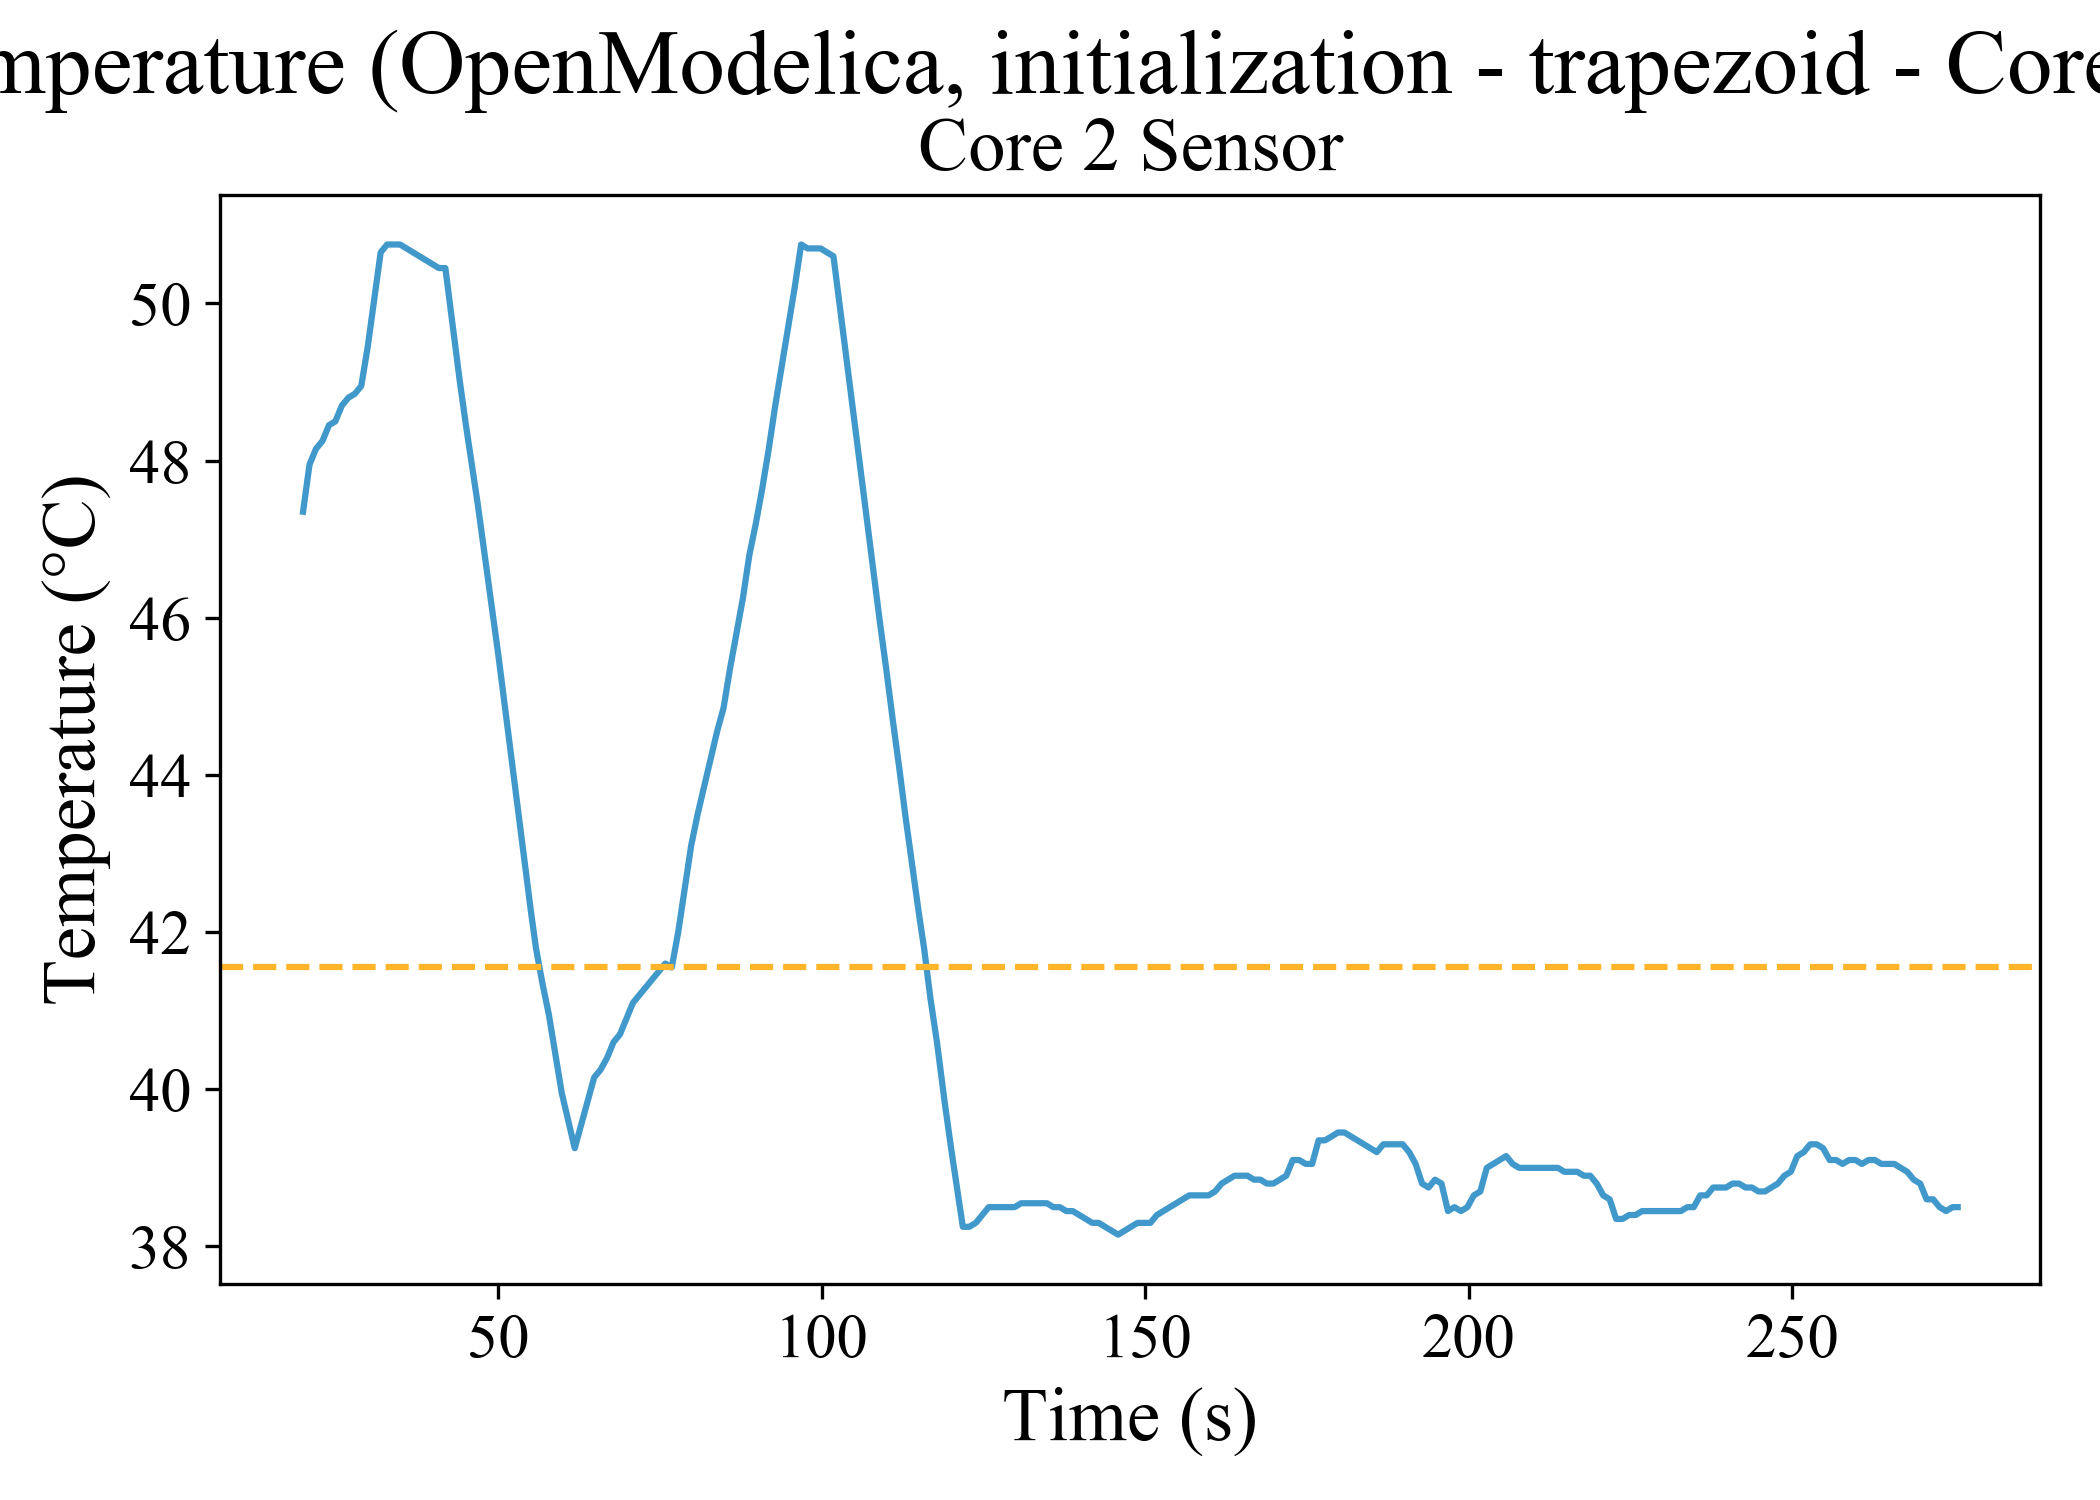 mperature (OpenModelica, initialization - trapezoid - Core
Core 2 Sensor
Temperature (°C)
50
48
46
44
42
40
38
50 100 150 200 250
Time (s)